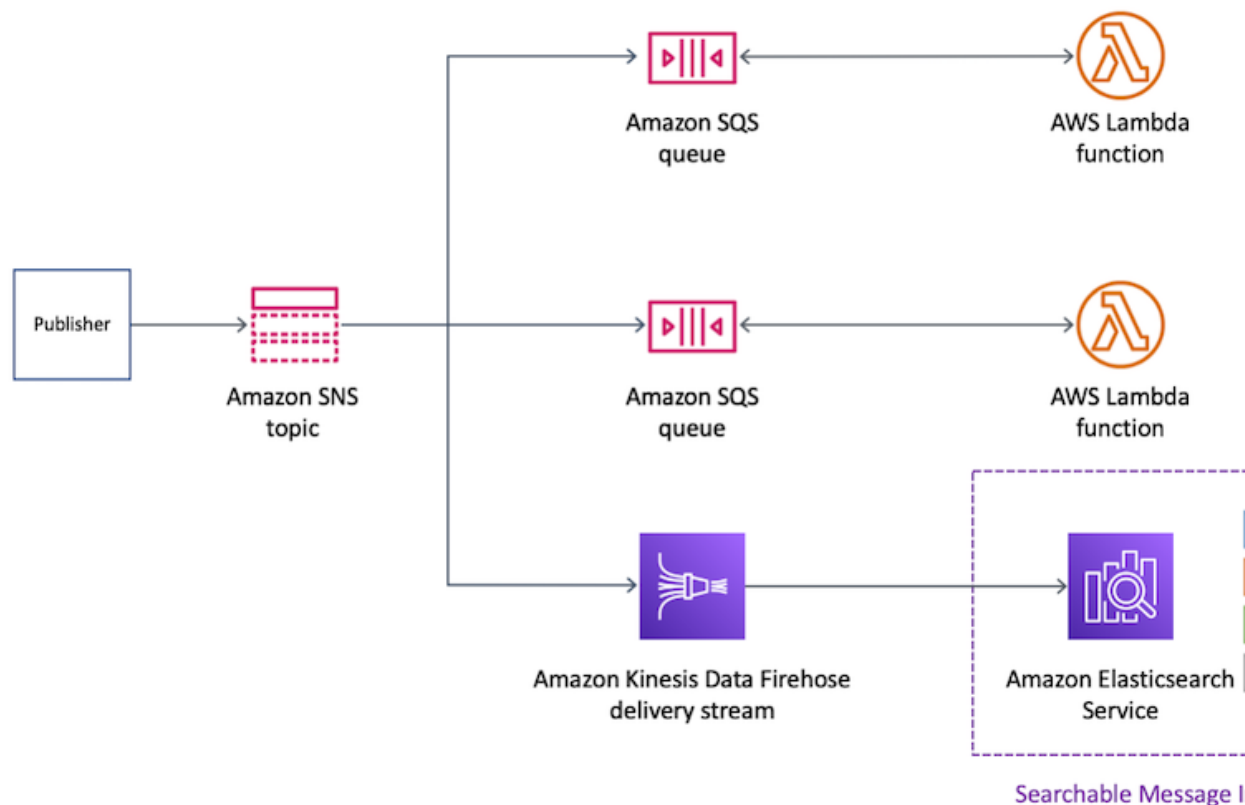 Amazon SQS
queue
AWS Lambda
function
Publisher
Amazon SNS
topic
Amazon SQS
queue
AWS Lambda
function
Amazon Kinesis Data Firehose
delivery stream
Amazon Elasticsearch
Service
Searchable Message